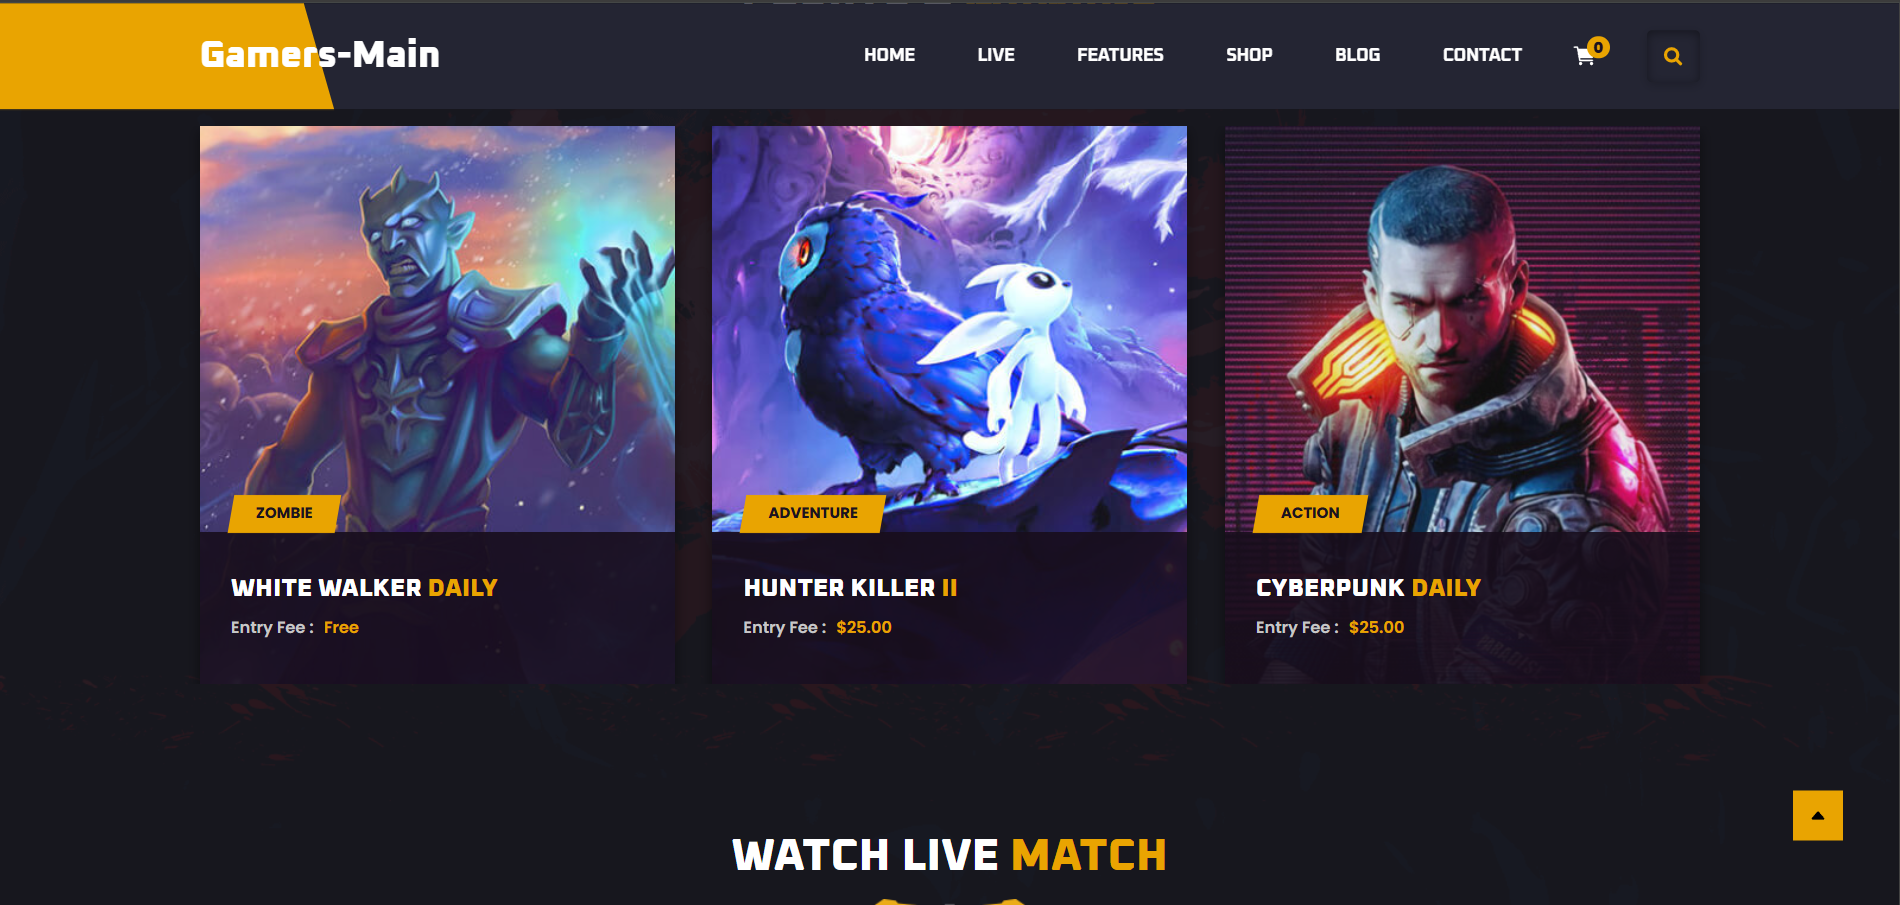 Gamers-Main
HOME LIVE FEATURES SHOP BLOG CONTACT 0
ZOMBIE
WHITE WALKER DAILY
Entry Fee : Free
ADVENTURE
HUNTER KILLER II
Entry Fee : $25.00
ACTION
CYBERPUNK DAILY
Entry Fee : $25.00
WATCH LIVE MATCH